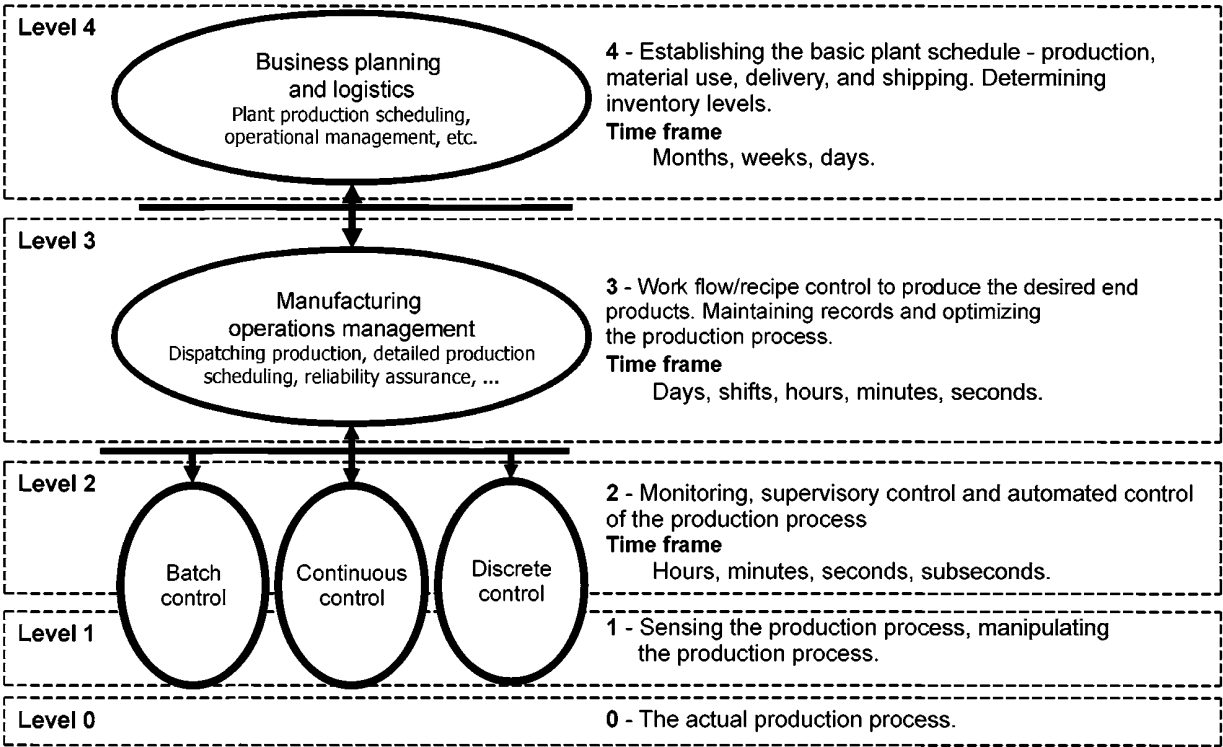 Level 4
Business planning
and logistics
Plant production scheduling,
operational management, etc.
4 - Establishing the basic plant schedule - production,
material use, delivery, and shipping. Determining
inventory levels.
Time frame
Months, weeks, days.
Level 3
Manufacturing
operations management
Dispatching production, detailed production
scheduling, reliability assurance, ...
3 - Work flow/recipe control to produce the desired end
products. Maintaining records and optimizing
the production process.
Time frame
Days, shifts, hours, minutes, seconds.
Level 2
Batch
control
Continuous
control
Discrete
control
2 - Monitoring, supervisory control and automated control
of the production process
Time frame
Hours, minutes, seconds, subseconds.
Level 1
1 - Sensing the production process, manipulating
the production process.
Level 0
0 - The actual production process.